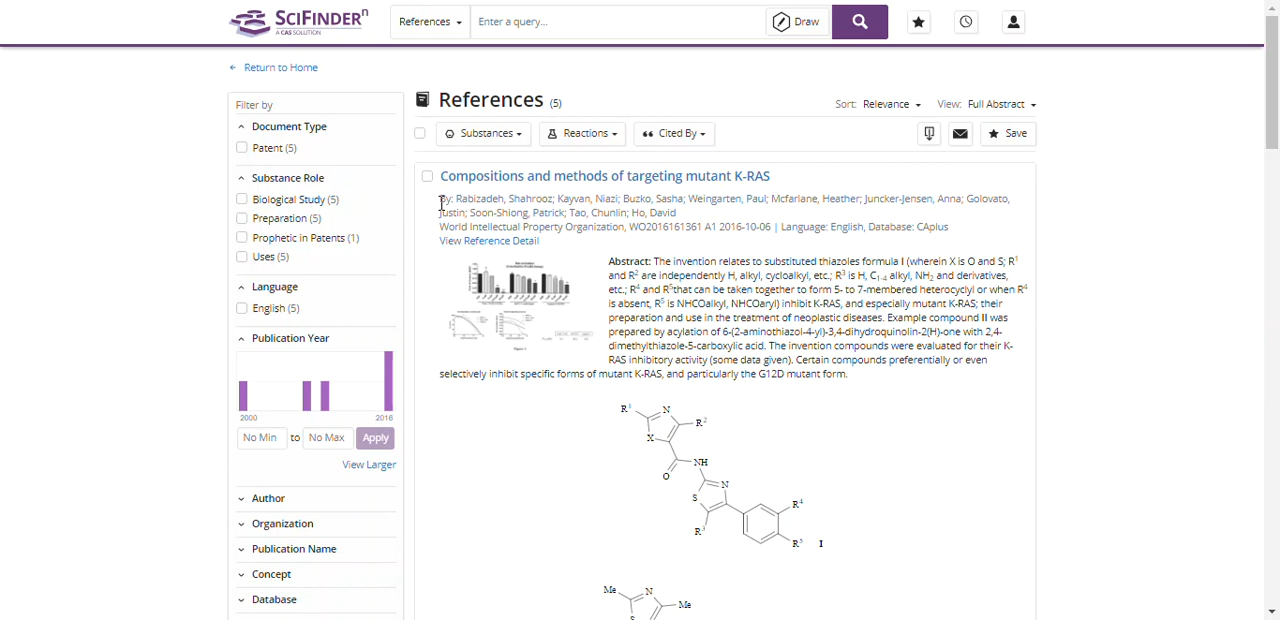 SCIFINDERⁿ
A CAS SOLUTION
References
Enter a query...
Draw
Return to Home
Filter by
Document Type
Patent (5)
Substance Role
Biological Study (5)
Preparation (5)
Prophetic in Patents (1)
Uses (5)
Language
English (5)
Publication Year
2000 2016
No Min to No Max Apply
View Larger
Author
Organization
Publication Name
Concept
Database
References (5)
Sort: Relevance View: Full Abstract
Substances Reactions Cited By Save
Compositions and methods of targeting mutant K-RAS
By: Rabizadeh, Shahrooz; Kayvan, Niazi; Buzko, Sasha; Weingarten, Paul; Mcfarlane, Heather; Juncker-Jensen, Anna; Golovato,
Justin; Soon-Shiong, Patrick; Tao, Chunlin; Ho, David
World Intellectual Property Organization, WO2016161361 A1 2016-10-06 | Language: English, Database: CAplus
View Reference Detail
Abstract: The invention relates to substituted thiazoles formula I (wherein X is O and S; R¹
and R² are independently H, alkyl, cycloalkyl, etc.; R³ is H, C₁₋₄ alkyl, NH₂ and derivatives,
etc.; R⁴ and R⁵that can be taken together to form 5- to 7-membered heterocyclyl or when R⁴
is absent, R⁵ is NHCOalkyl, NHCOaryl) inhibit K-RAS, and especially mutant K-RAS; their
preparation and use in the treatment of neoplastic diseases. Example compound II was
prepared by acylation of 6-(2-aminothiazol-4-yl)-3,4-dihydroquinolin-2(H)-one with 2,4-
dimethylthiazole-5-carboxylic acid. The invention compounds were evaluated for their K-
RAS inhibitory activity (some data given). Certain compounds preferentially or even
selectively inhibit specific forms of mutant K-RAS, and particularly the G12D mutant form.
R¹ N
R²
X
NH
O
N
S
R⁴
R³
R⁵ I
Me N
Me
S